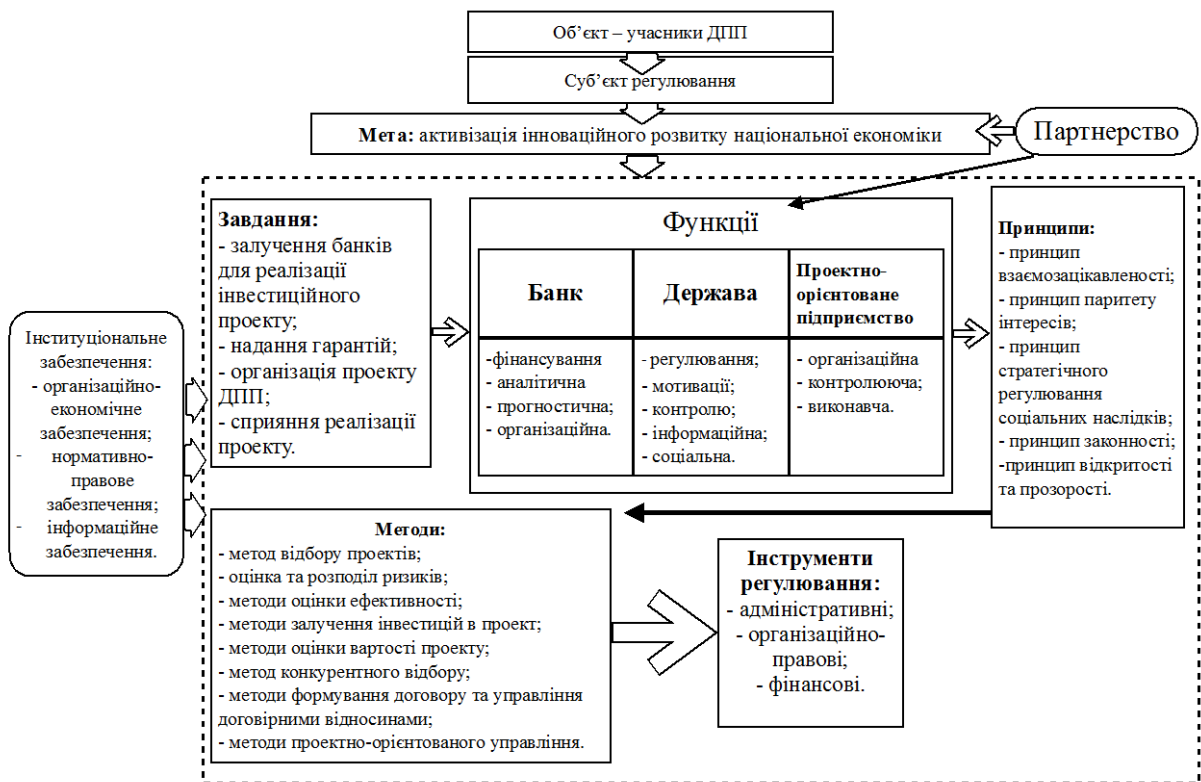 Об’єкт – учасники ДПП
Суб’єкт регулювання
Мета: активізація інноваційного розвитку національної економіки
Партнерство
Інституціональне
забезпечення:
- організаційно-
економічне
забезпечення;
- нормативно-
правове
забезпечення;
- інформаційне
забезпечення.
Завдання:
- залучення банків
для реалізації
інвестиційного
проекту;
- надання гарантій;
- організація проекту
ДПП;
- сприяння реалізації
проекту.
Функції
Банк
Держава
Проектно-
орієнтоване
підприємство
-фінансування
- аналітична
- прогностична;
- організаційна.
- регулювання;
- мотивації;
- контролю;
- інформаційна;
- соціальна.
- організаційна
- контролююча;
- виконавча.
Принципи:
- принцип
взаємозацікавленості;
- принцип паритету
інтересів;
- принцип
стратегічного
регулювання
соціальних наслідків;
- принцип законності;
-принцип відкритості
та прозорості.
Методи:
- метод відбору проектів;
- оцінка та розподіл ризиків;
- методи оцінки ефективності;
- методи залучення інвестицій в проект;
- методи оцінки вартості проекту;
- метод конкурентного відбору;
- методи формування договору та управління
договірними відносинами;
- методи проектно-орієнтованого управління.
Інструменти
регулювання:
- адміністративні;
- організаційно-
правові;
- фінансові.